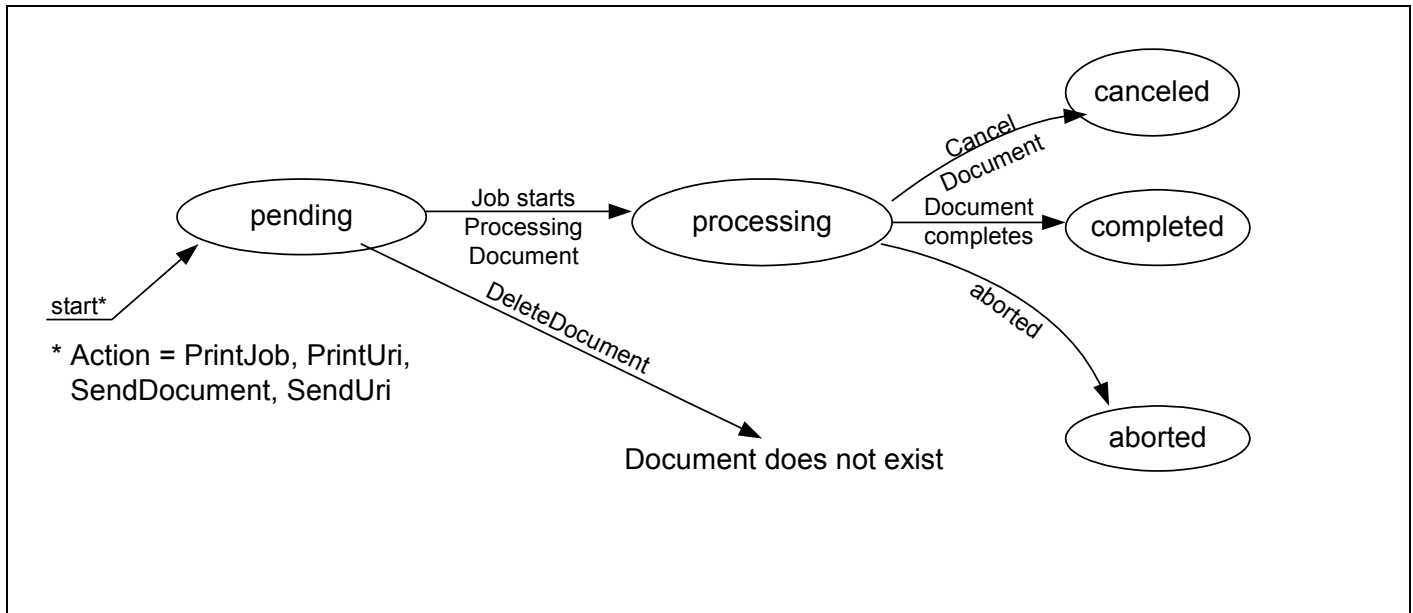 canceled
Cancel
Document
pending
Job starts
Processing
Document
processing
Document
completes
completed
start*
DeleteDocument
aborted
* Action = PrintJob, PrintUri,
SendDocument, SendUri
Document does not exist
aborted